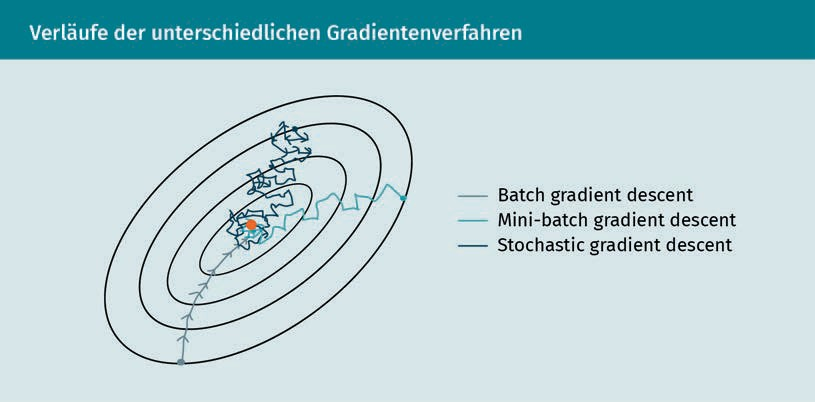 Verläufe der unterschiedlichen Gradientenverfahren
Batch gradient descent
Mini-batch gradient descent
Stochastic gradient descent